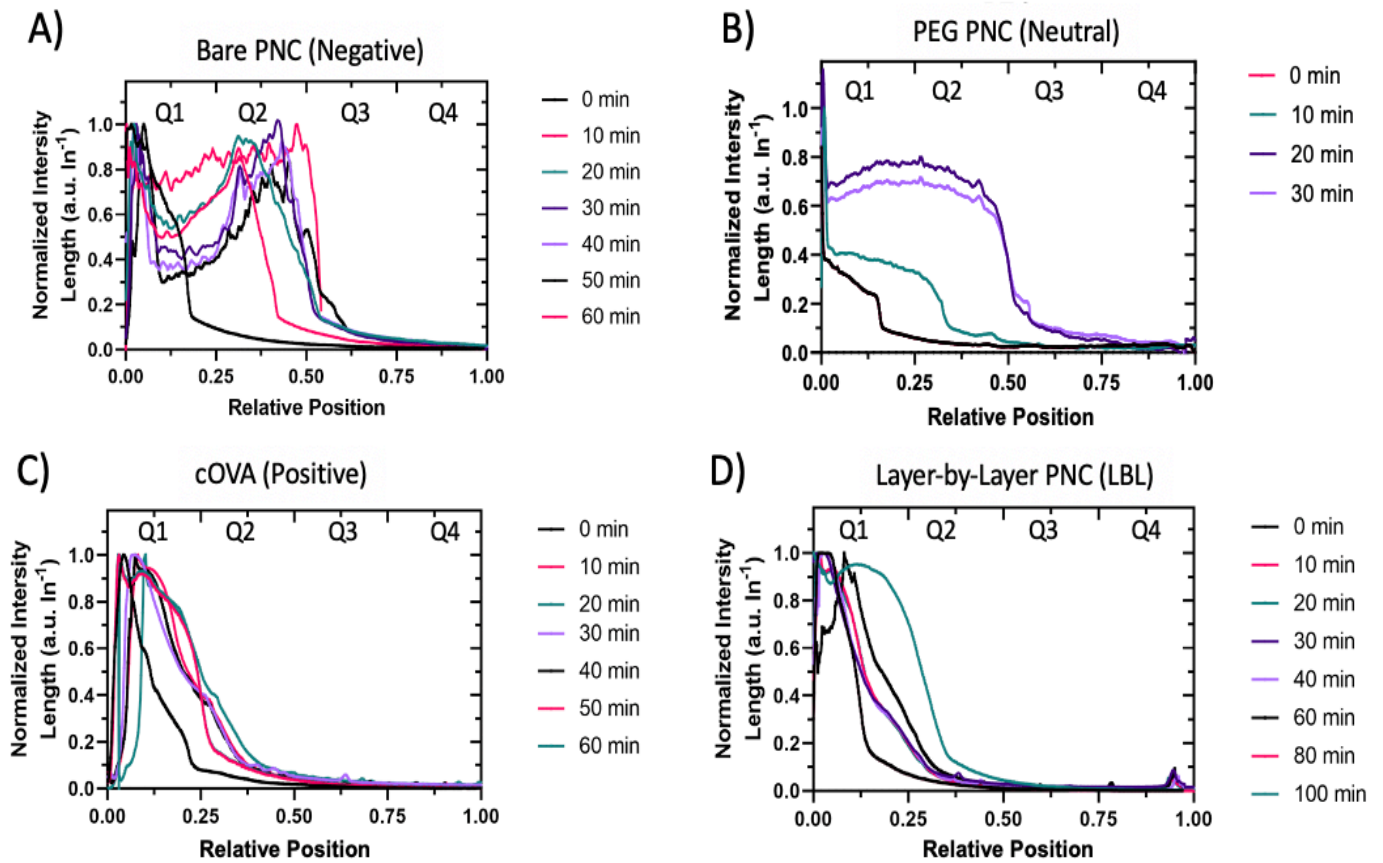 A)
Bare PNC (Negative)
Normalized Intensity
Length (a.u. In⁻¹)
1.0
0.8
0.6
0.4
0.2
0.0
Q1 Q2 Q3 Q4
0.00 0.25 0.50 0.75 1.00
Relative Position
0 min
10 min
20 min
30 min
40 min
50 min
60 min
B)
PEG PNC (Neutral)
Normalized Intensity
Length (a.u. In⁻¹)
1.0
0.8
0.6
0.4
0.2
0.0
Q1 Q2 Q3 Q4
0.00 0.25 0.50 0.75 1.00
Relative Position
0 min
10 min
20 min
30 min
C)
cOVA (Positive)
Normalized Intensity
Length (a.u. In⁻¹)
1.0
0.8
0.6
0.4
0.2
0.0
Q1 Q2 Q3 Q4
0.00 0.25 0.50 0.75 1.00
Relative Position
0 min
10 min
20 min
30 min
40 min
50 min
60 min
D)
Layer-by-Layer PNC (LBL)
Normalized Intensity
Length (a.u. In⁻¹)
1.0
0.8
0.6
0.4
0.2
0.0
Q1 Q2 Q3 Q4
0.00 0.25 0.50 0.75 1.00
Relative Position
0 min
10 min
20 min
30 min
40 min
60 min
80 min
100 min